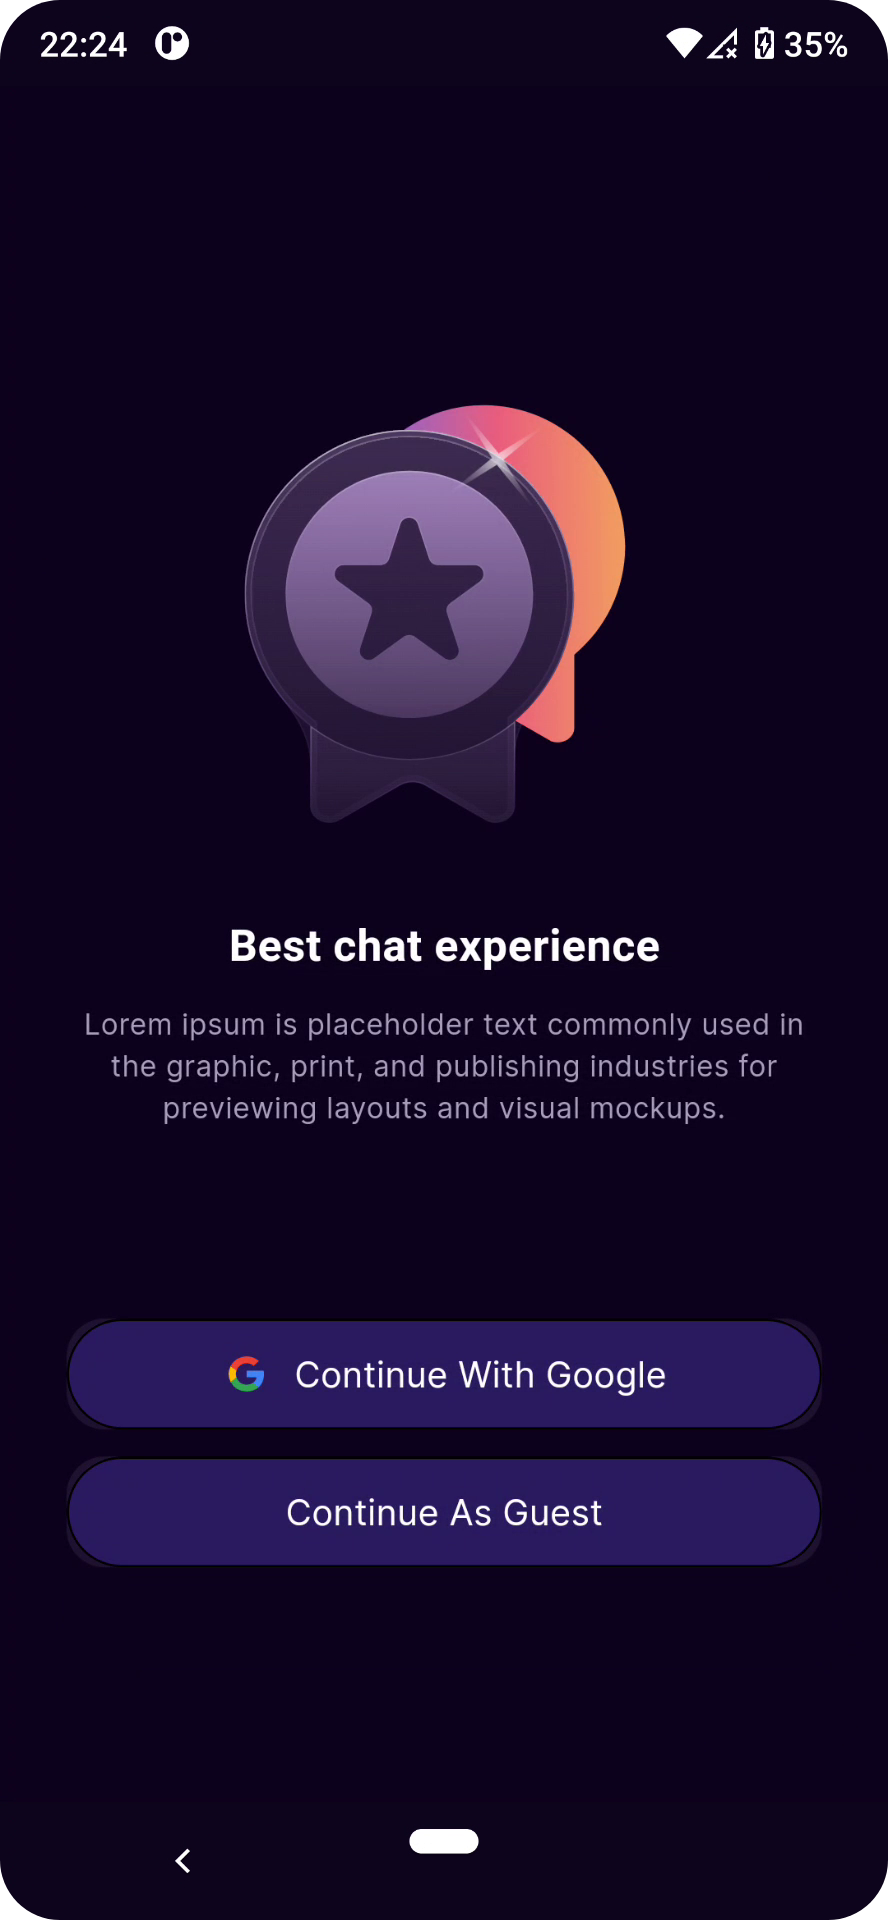 22:24 35%
Best chat experience
Lorem ipsum is placeholder text commonly used in
the graphic, print, and publishing industries for
previewing layouts and visual mockups.
Continue With Google
Continue As Guest